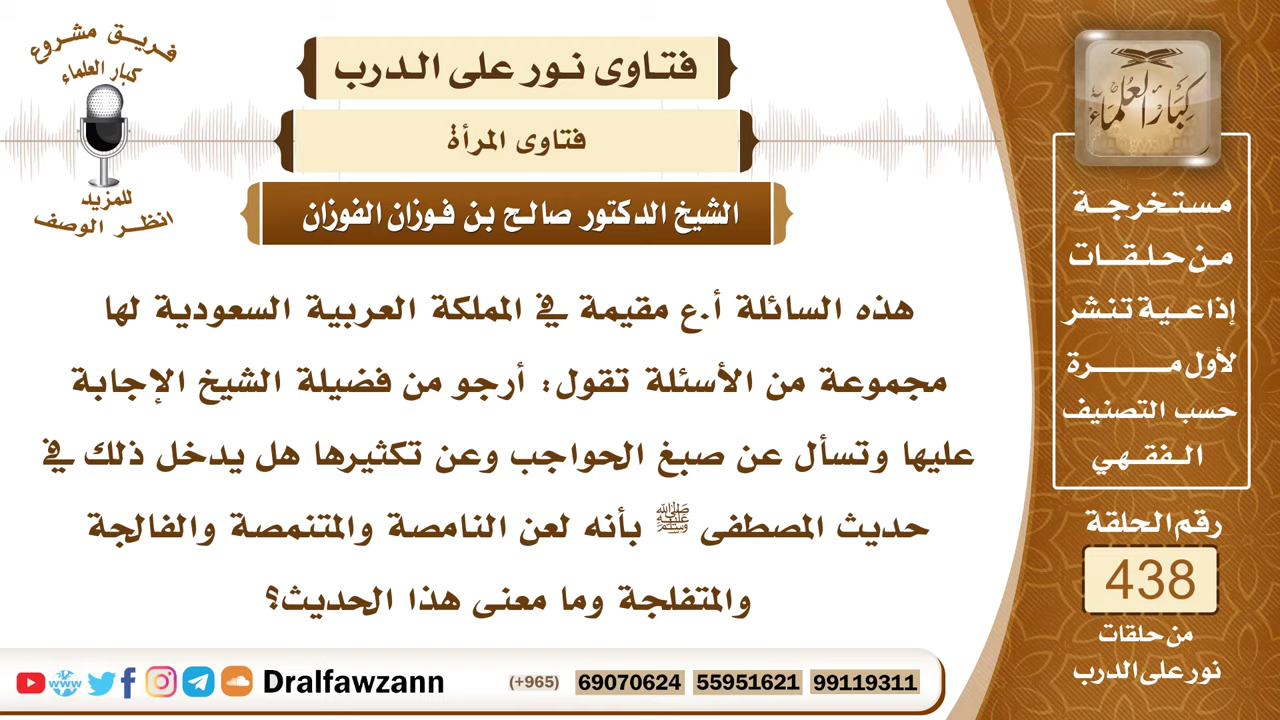 فريق مشروع
كبار العلماء
للمزيد
انظر الوصف
فتاوى نور على الدرب
فتاوى المرأة
الشيخ الدكتور صالح بن فوزان الفوزان
هذه السائلة أ.ع مقيمة في المملكة العربية السعودية لها
مجموعة من الأسئلة تقول: أرجو من فضيلة الشيخ الإجابة
عليها وتسأل عن صبغ الحواجب وعن تكثيرها هل يدخل ذلك في
حديث المصطفى ﷺ بأنه لعن النامصة والمتنمصة والفالجة
والمتفلجة وما معنى هذا الحديث؟
كبار العلماء
مستخرجة
من حلقات
إذاعية تنشر
لأول مرة
حسب التصنيف
الفقهي
رقم الحلقة
438
من حلقات
نور على الدرب
www
Dralfawzann
(+965) 69070624 55951621 99119311